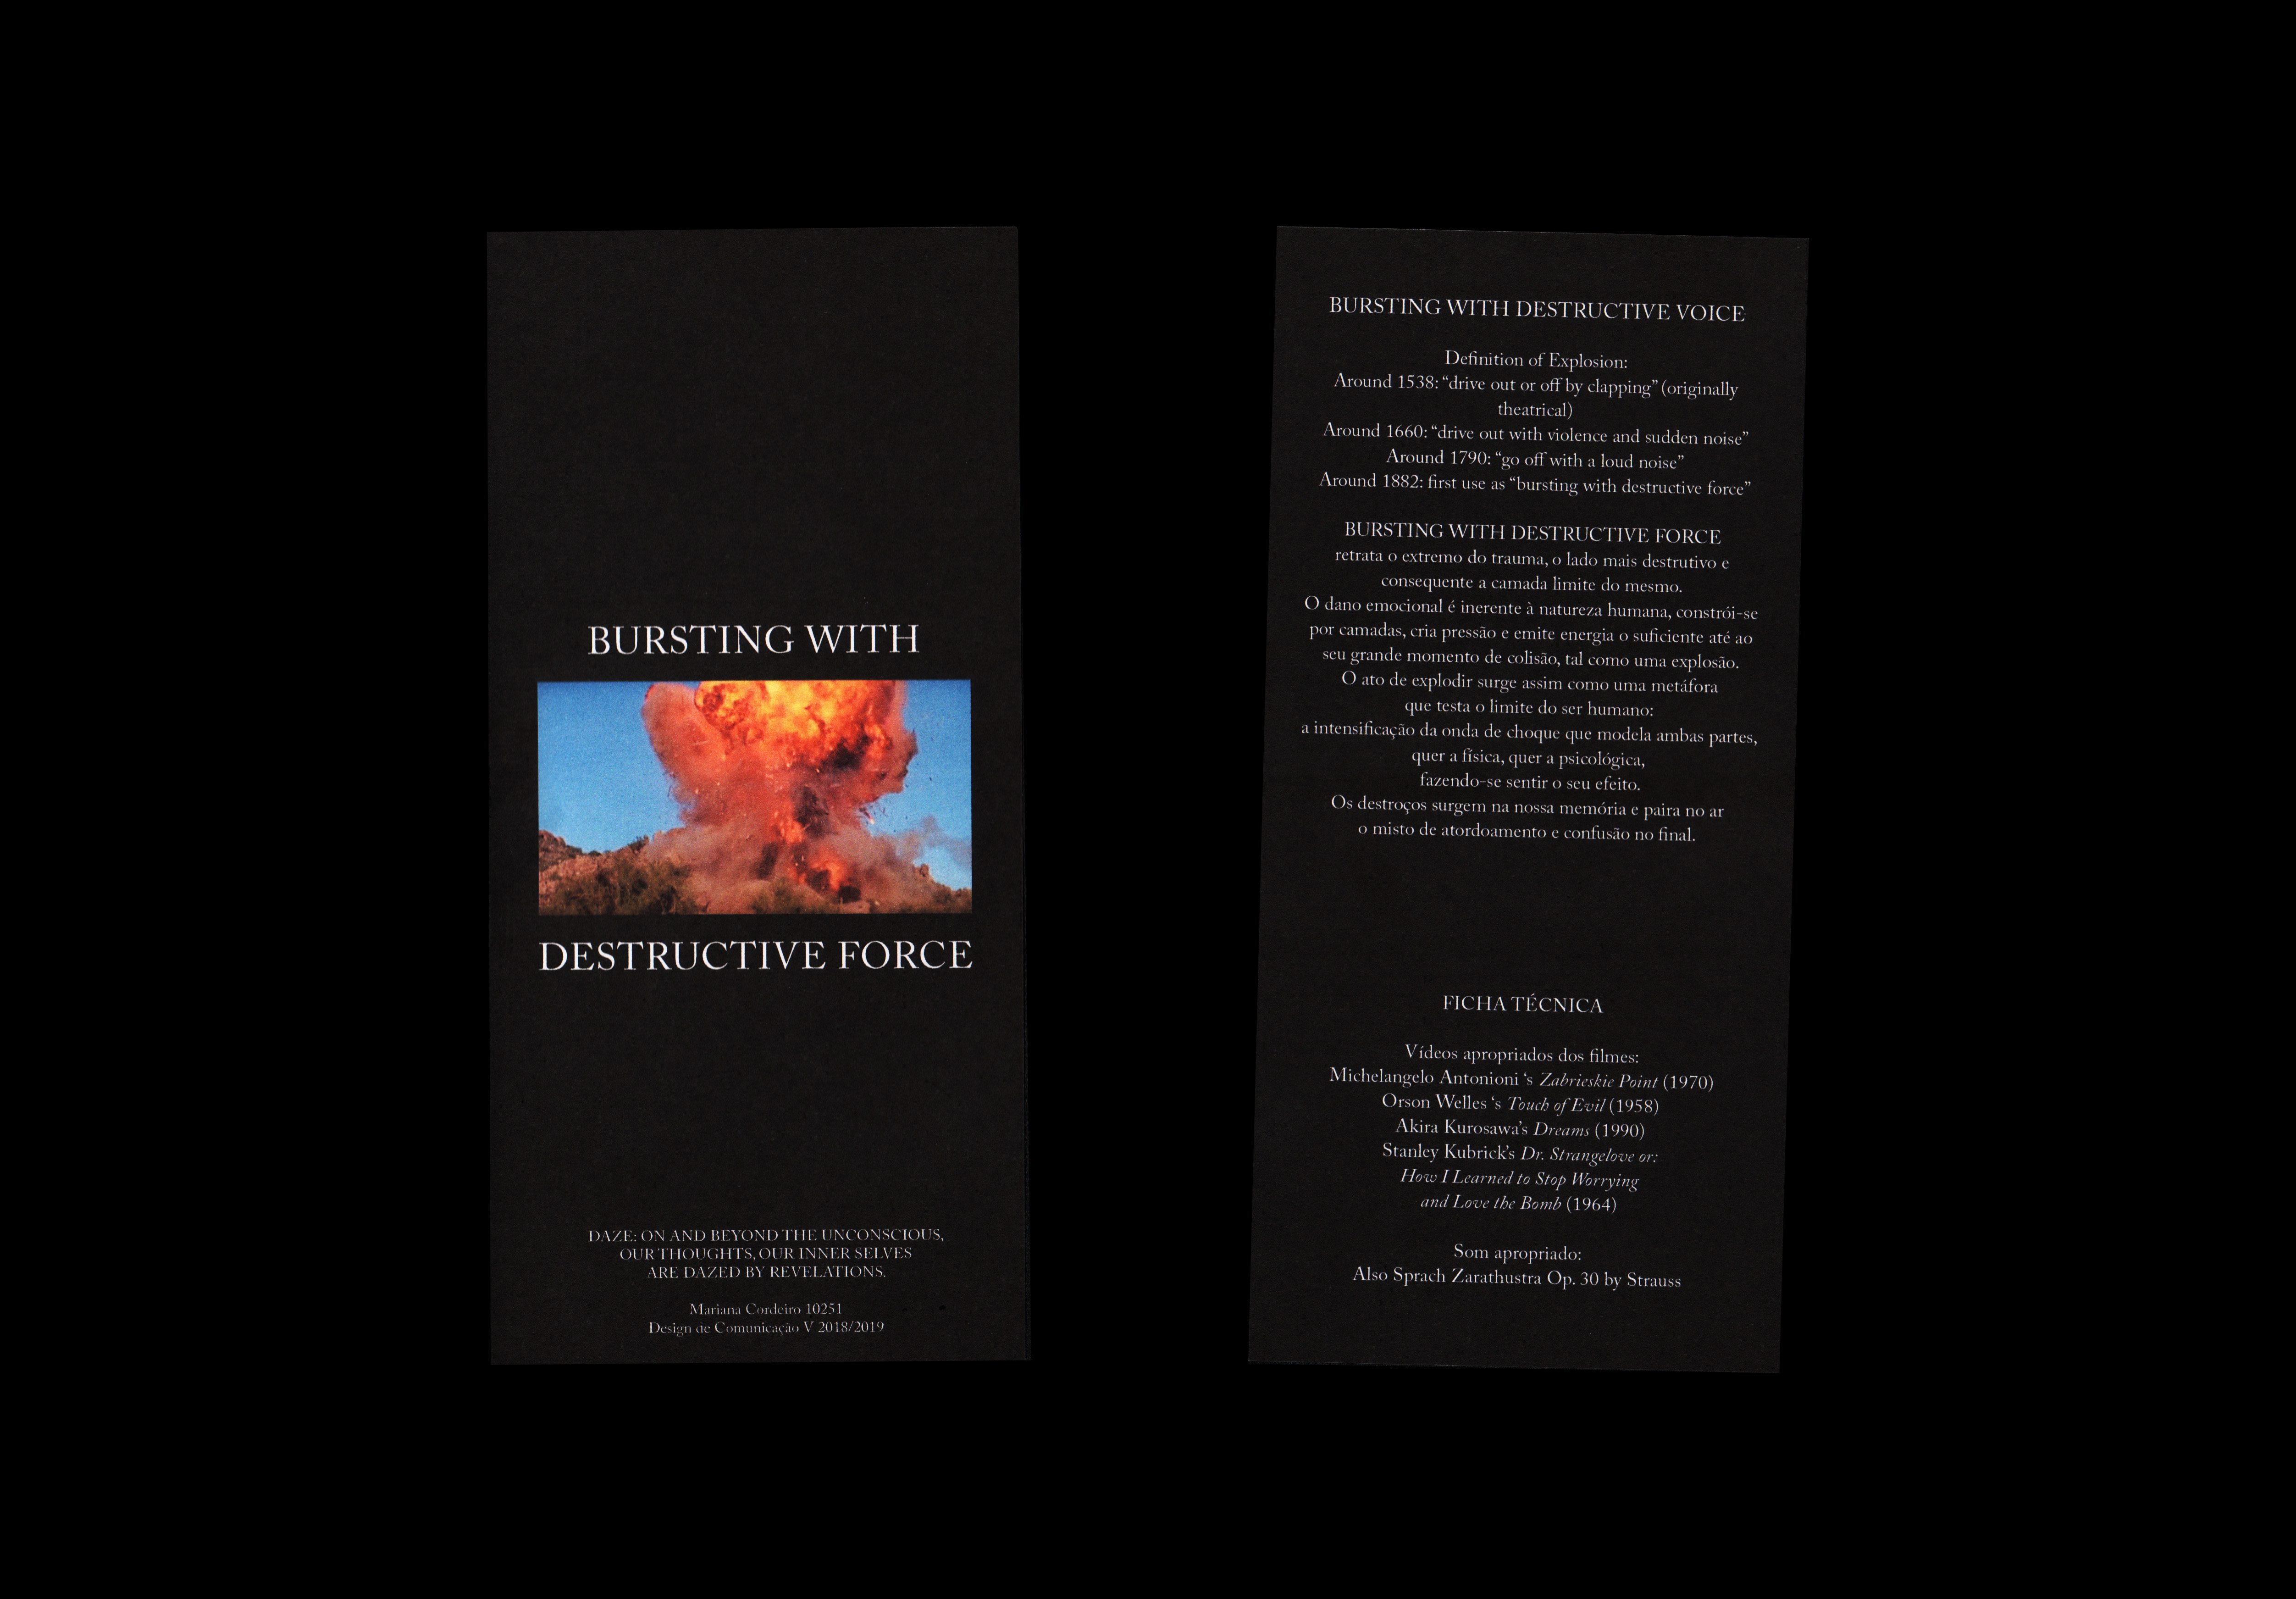 BURSTING WITH
DESTRUCTIVE FORCE
DAZE: ON AND BEYOND THE UNCONSCIOUS,
OUR THOUGHTS, OUR INNER SELVES
ARE DAZED BY REVELATIONS.
Mariana Cordeiro 10251
Design de Comunicação V 2018/2019
BURSTING WITH DESTRUCTIVE VOICE
Definition of Explosion:
Around 1538: “drive out or off by clapping” (originally
theatrical)
Around 1660: “drive out with violence and sudden noise”
Around 1790: “go off with a loud noise”
Around 1882: first use as “bursting with destructive force”
BURSTING WITH DESTRUCTIVE FORCE
retrata o extremo do trauma, o lado mais destrutivo e
consequente a camada limite do mesmo.
O dano emocional é inerente à natureza humana, constrói-se
por camadas, cria pressão e emite energia o suficiente até ao
seu grande momento de colisão, tal como uma explosão.
O ato de explodir surge assim como uma metáfora
que testa o limite do ser humano:
a intensificação da onda de choque que modela ambas partes,
quer a física, quer a psicológica,
fazendo-se sentir o seu efeito.
Os destroços surgem na nossa memória e paira no ar
o misto de atordoamento e confusão no final.
FICHA TÉCNICA
Vídeos apropriados dos filmes:
Michelangelo Antonioni ‘s Zabrieskie Point (1970)
Orson Welles ‘s Touch of Evil (1958)
Akira Kurosawa’s Dreams (1990)
Stanley Kubrick’s Dr. Strangelove or:
How I Learned to Stop Worrying
and Love the Bomb (1964)
Som apropriado:
Also Sprach Zarathustra Op. 30 by Strauss